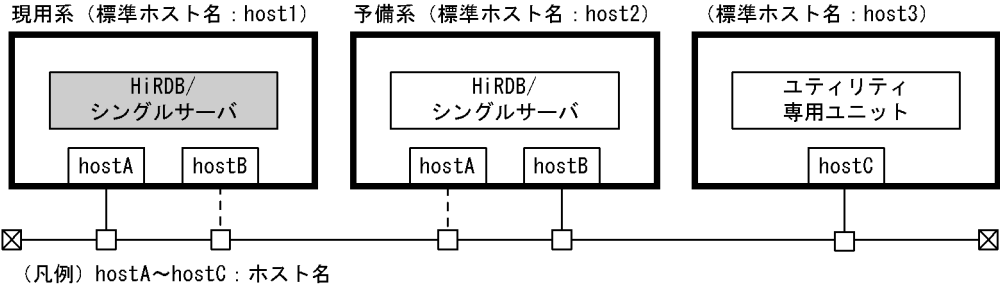 現用系（標準ホスト名：host1）
予備系（標準ホスト名：host2）
（標準ホスト名：host3）
HiRDB/
シングルサーバ
HiRDB/
シングルサーバ
ユティリティ
専用ユニット
hostA
hostB
hostA
hostB
hostC
（凡例）hostA～hostC：ホスト名